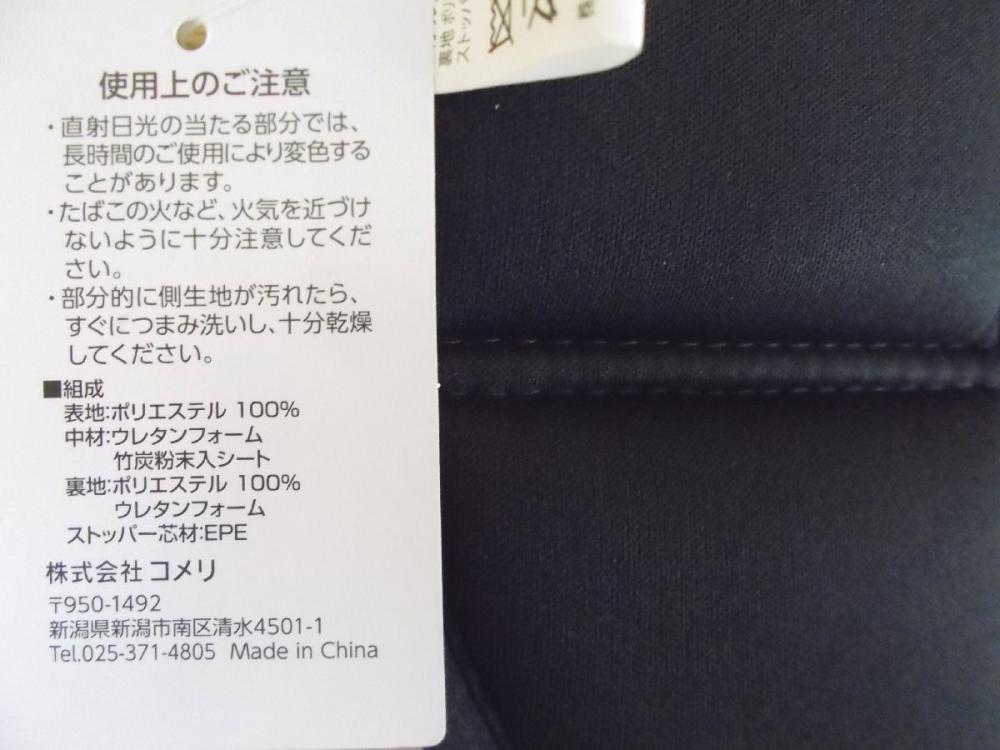 使用上のご注意
・直射日光の当たる部分では、
長時間のご使用により変色する
ことがあります。
・たばこの火など、火気を近づけ
ないように十分注意してくだ
さい。
・部分的に側生地が汚れたら、
すぐにつまみ洗いし、十分乾燥
してください。
■組成
表地:ポリエステル 100%
中材:ウレタンフォーム
竹炭粉末入シート
裏地:ポリエステル 100%
ウレタンフォーム
ストッパー芯材:EPE
株式会社 コメリ
〒950-1492
新潟県新潟市南区清水4501-1
Tel.025-371-4805 Made in China
裏地 ポリ
ストッパ
株